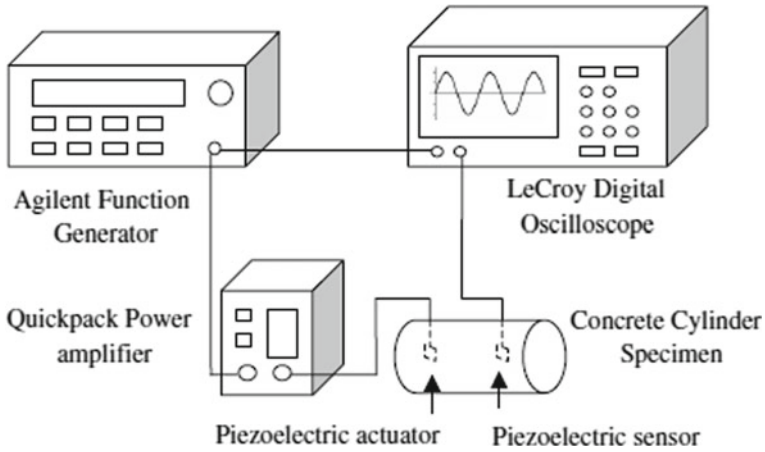 Agilent Function
Generator
LeCroy Digital
Oscilloscope
Quickpack Power
amplifier
Concrete Cylinder
Specimen
Piezoelectric actuator
Piezoelectric sensor